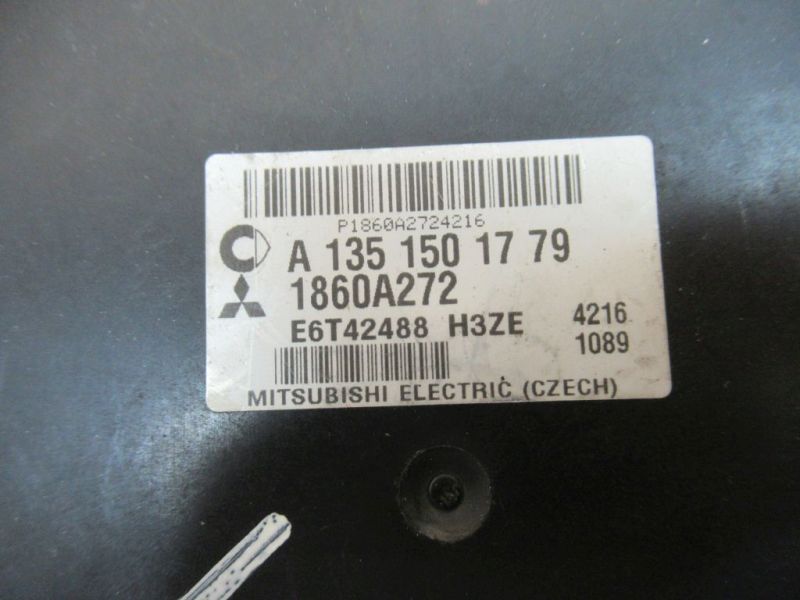 P1860A2724216
A 135 150 17 79
1860A272
E6T42488 H3ZE 4216
1089
MITSUBISHI ELECTRIC (CZECH)